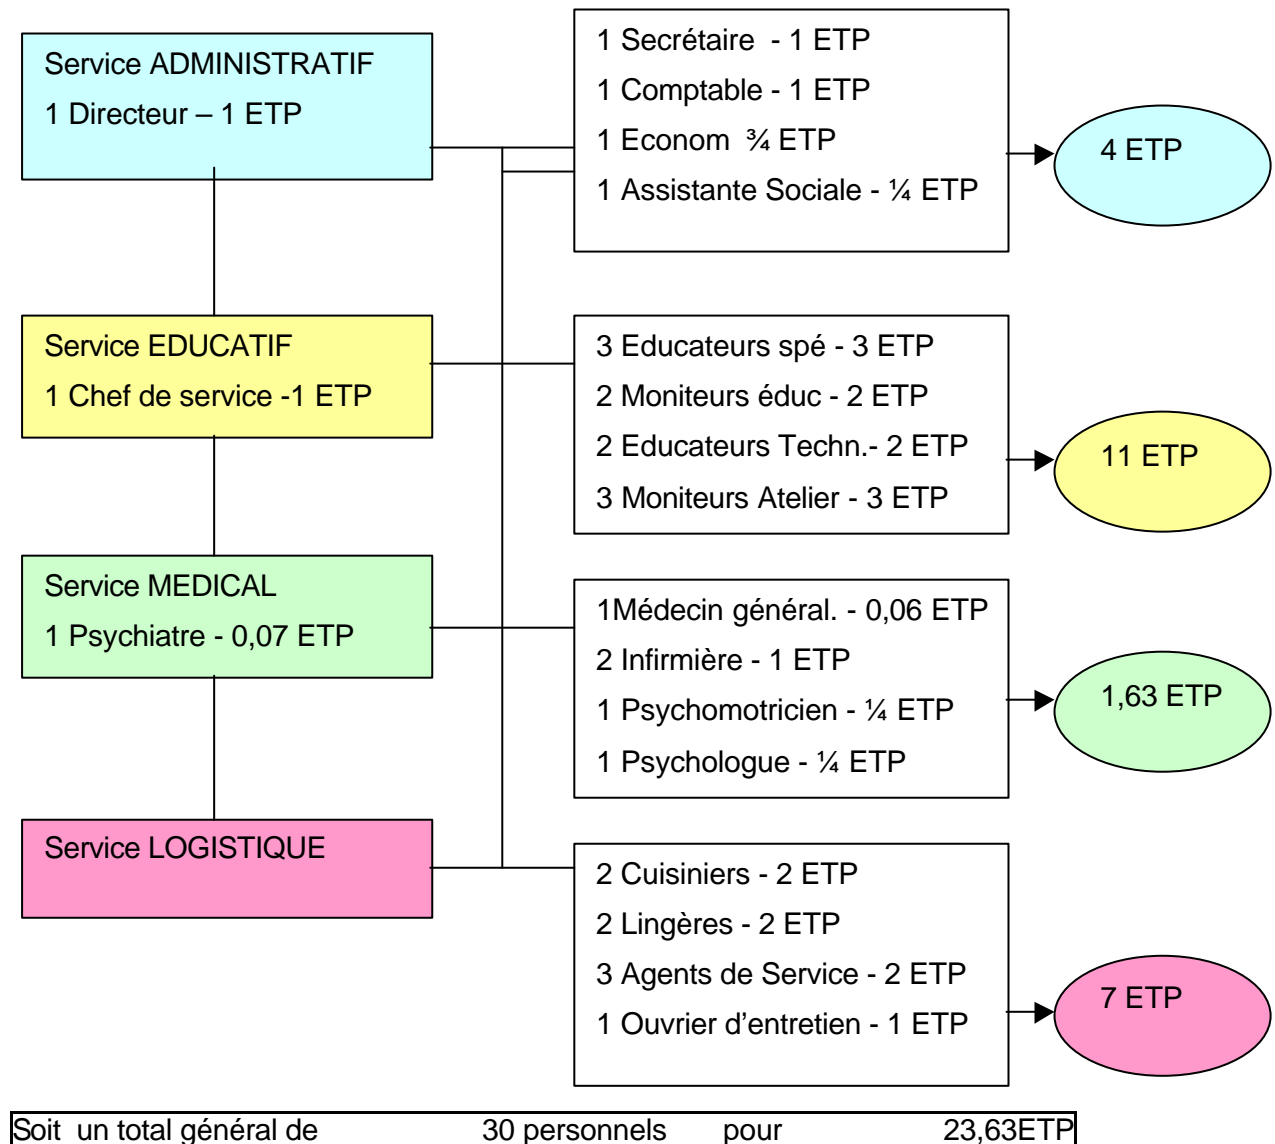 Service ADMINISTRATIF
1 Directeur – 1 ETP
1 Secrétaire - 1 ETP
1 Comptable - 1 ETP
1 Econom ¾ ETP
1 Assistante Sociale - ¼ ETP
4 ETP
Service EDUCATIF
1 Chef de service -1 ETP
3 Educateurs spé - 3 ETP
2 Moniteurs éduc - 2 ETP
2 Educateurs Techn.- 2 ETP
3 Moniteurs Atelier - 3 ETP
11 ETP
Service MEDICAL
1 Psychiatre - 0,07 ETP
1Médecin général. - 0,06 ETP
2 Infirmière - 1 ETP
1 Psychomotricien - ¼ ETP
1 Psychologue - ¼ ETP
1,63 ETP
Service LOGISTIQUE
2 Cuisiniers - 2 ETP
2 Lingères - 2 ETP
3 Agents de Service - 2 ETP
1 Ouvrier d'entretien - 1 ETP
7 ETP
Soit un total général de 30 personnels pour 23,63ETP